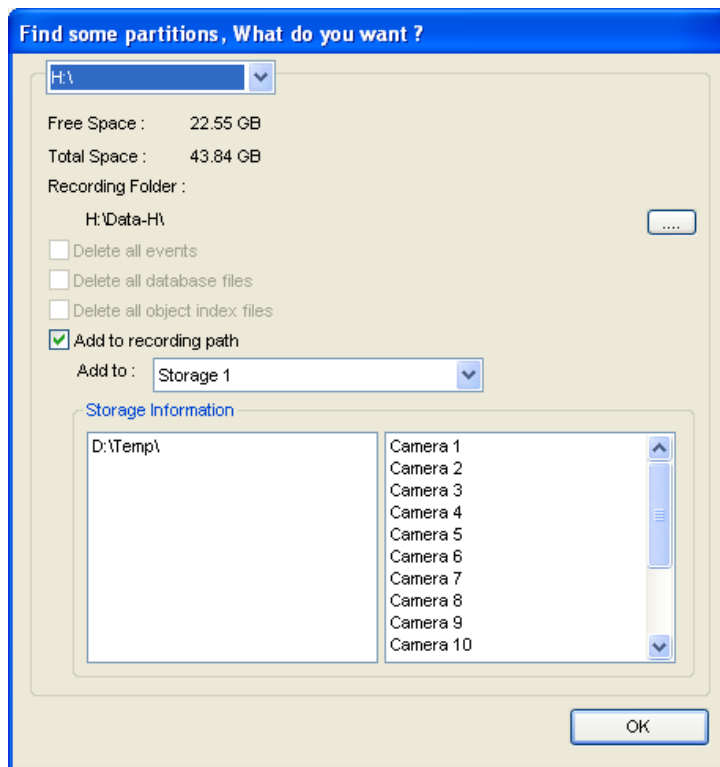 Find some partitions, What do you want ?
H:\
Free Space : 22.55 GB
Total Space : 43.84 GB
Recording Folder :
H:\Data-H\ ....
Delete all events
Delete all database files
Delete all object index files
Add to recording path
Add to : Storage 1
Storage Information
D:\Temp\
Camera 1
Camera 2
Camera 3
Camera 4
Camera 5
Camera 6
Camera 7
Camera 8
Camera 9
Camera 10
OK